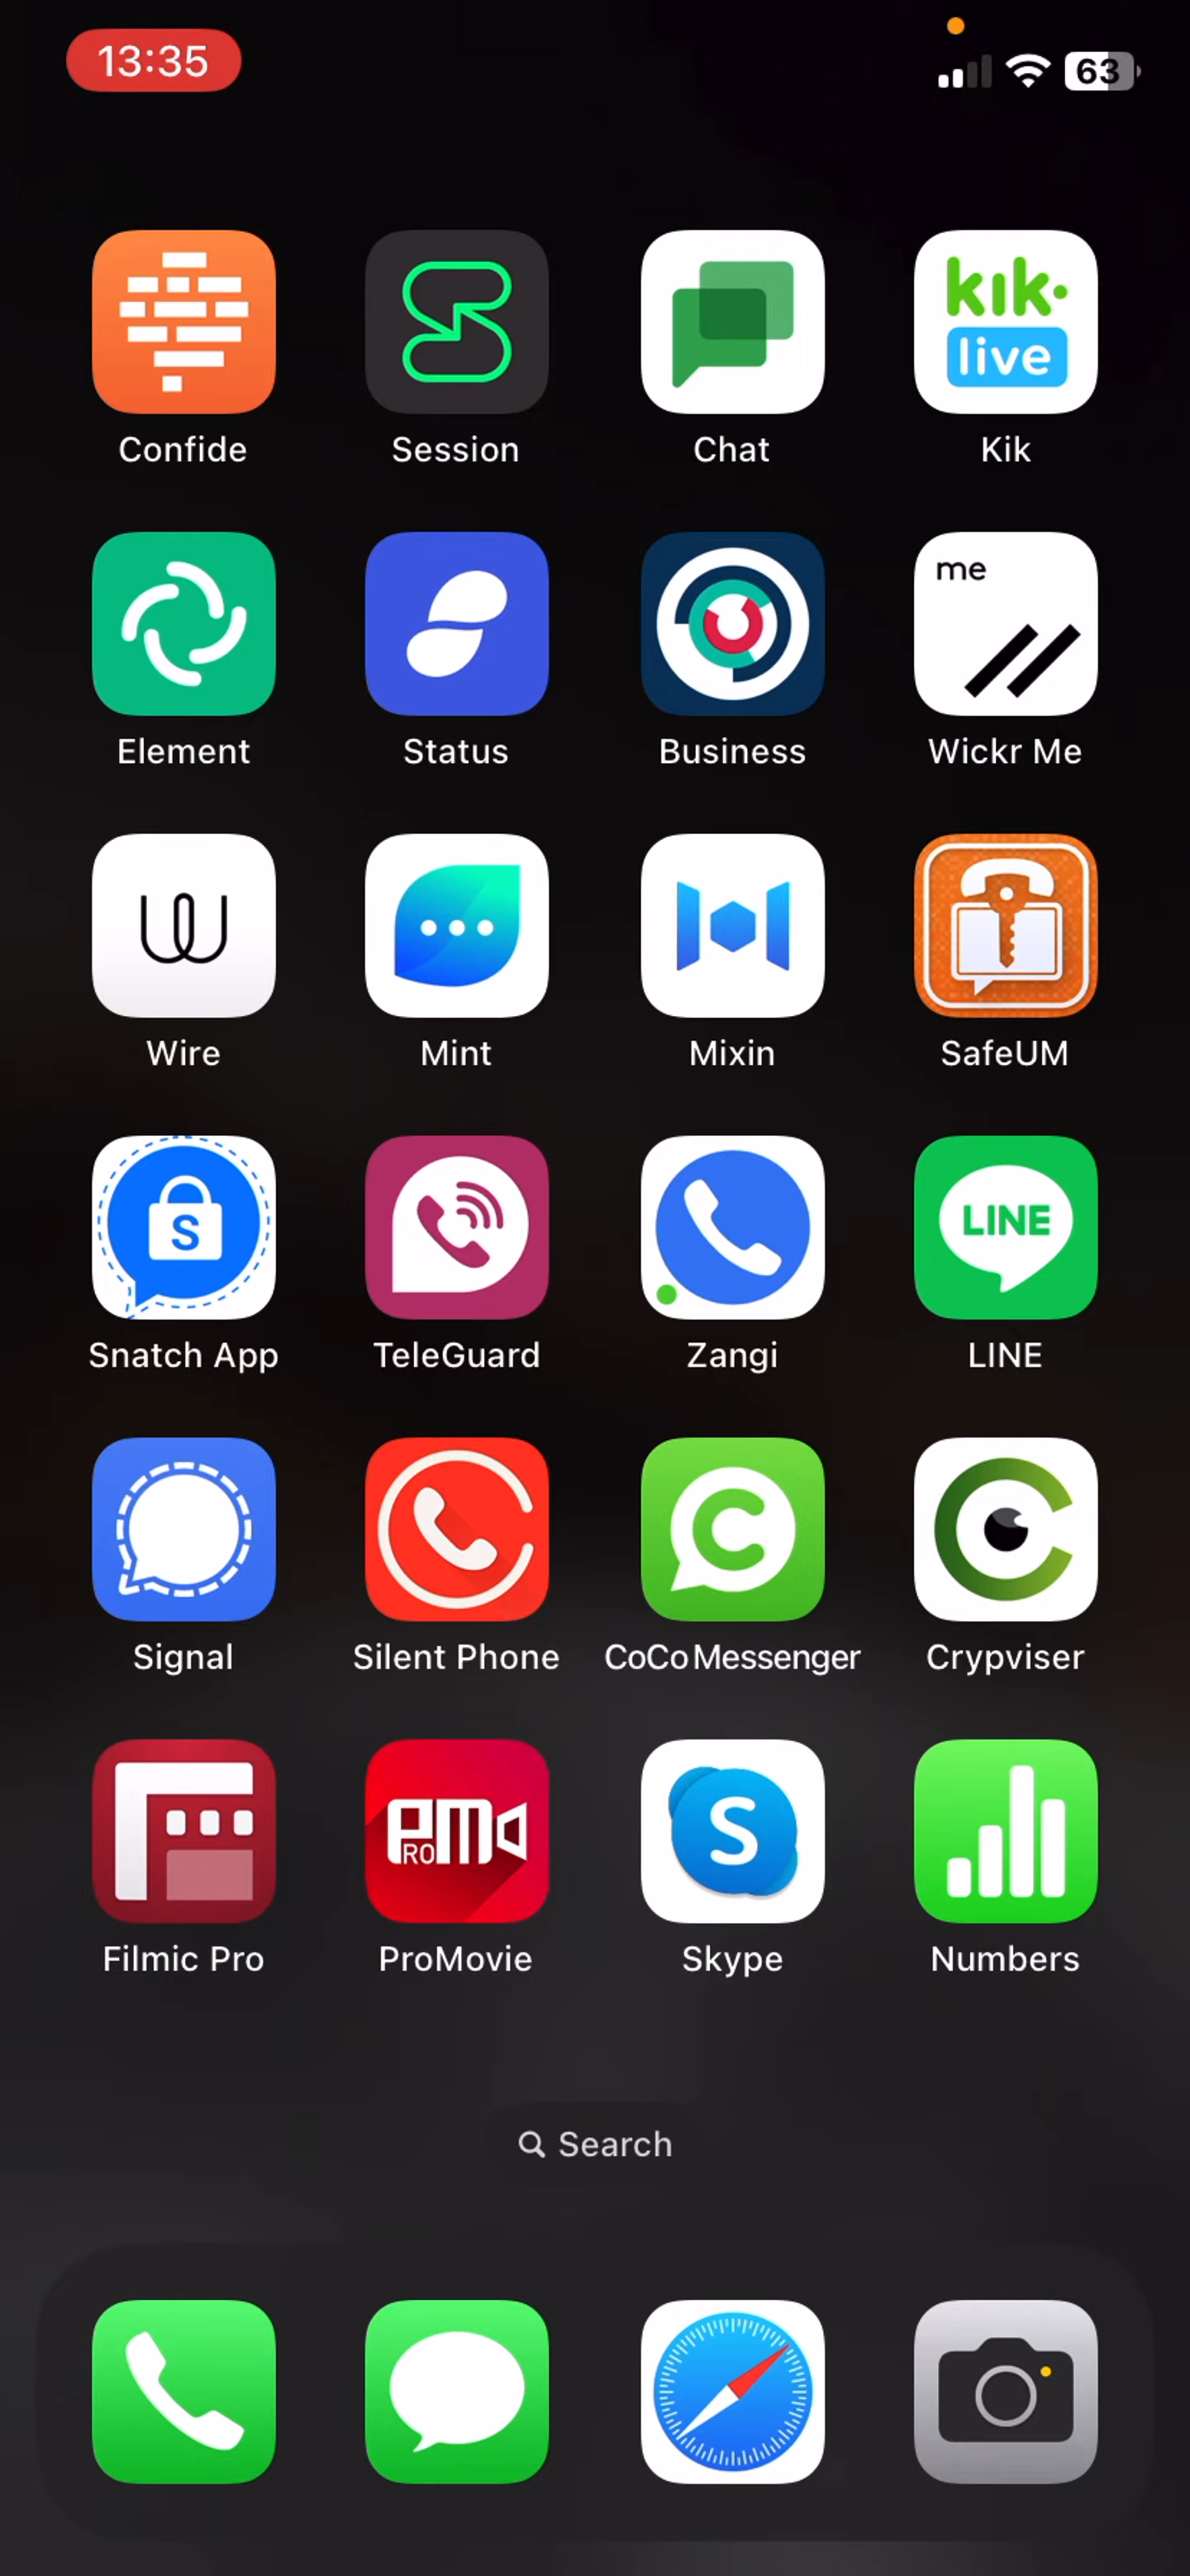 13:35
63
kik.
live
Confide
Session
Chat
Kik
me
Element
Status
Business
Wickr Me
Wire
Mint
Mixin
SafeUM
S
LINE
Snatch App
TeleGuard
Zangi
LINE
C
Signal
Silent Phone
CoCo Messenger
Crypviser
PROM
S
Filmic Pro
ProMovie
Skype
Numbers
Search